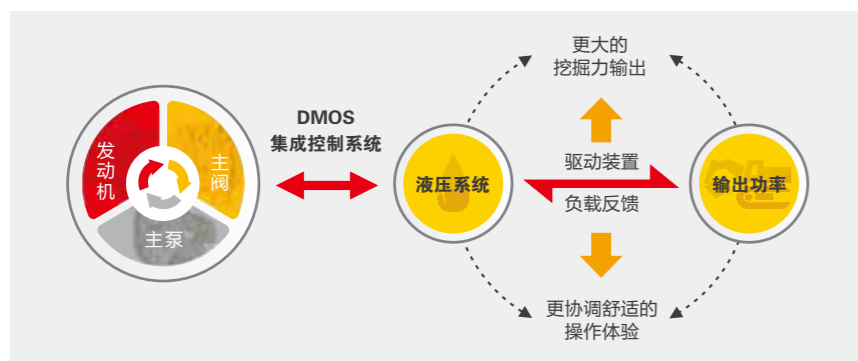 发动机
主阀
主泵
DMOS
集成控制系统
液压系统
更大的
挖掘力输出
驱动装置
负载反馈
更协调舒适的
操作体验
输出功率